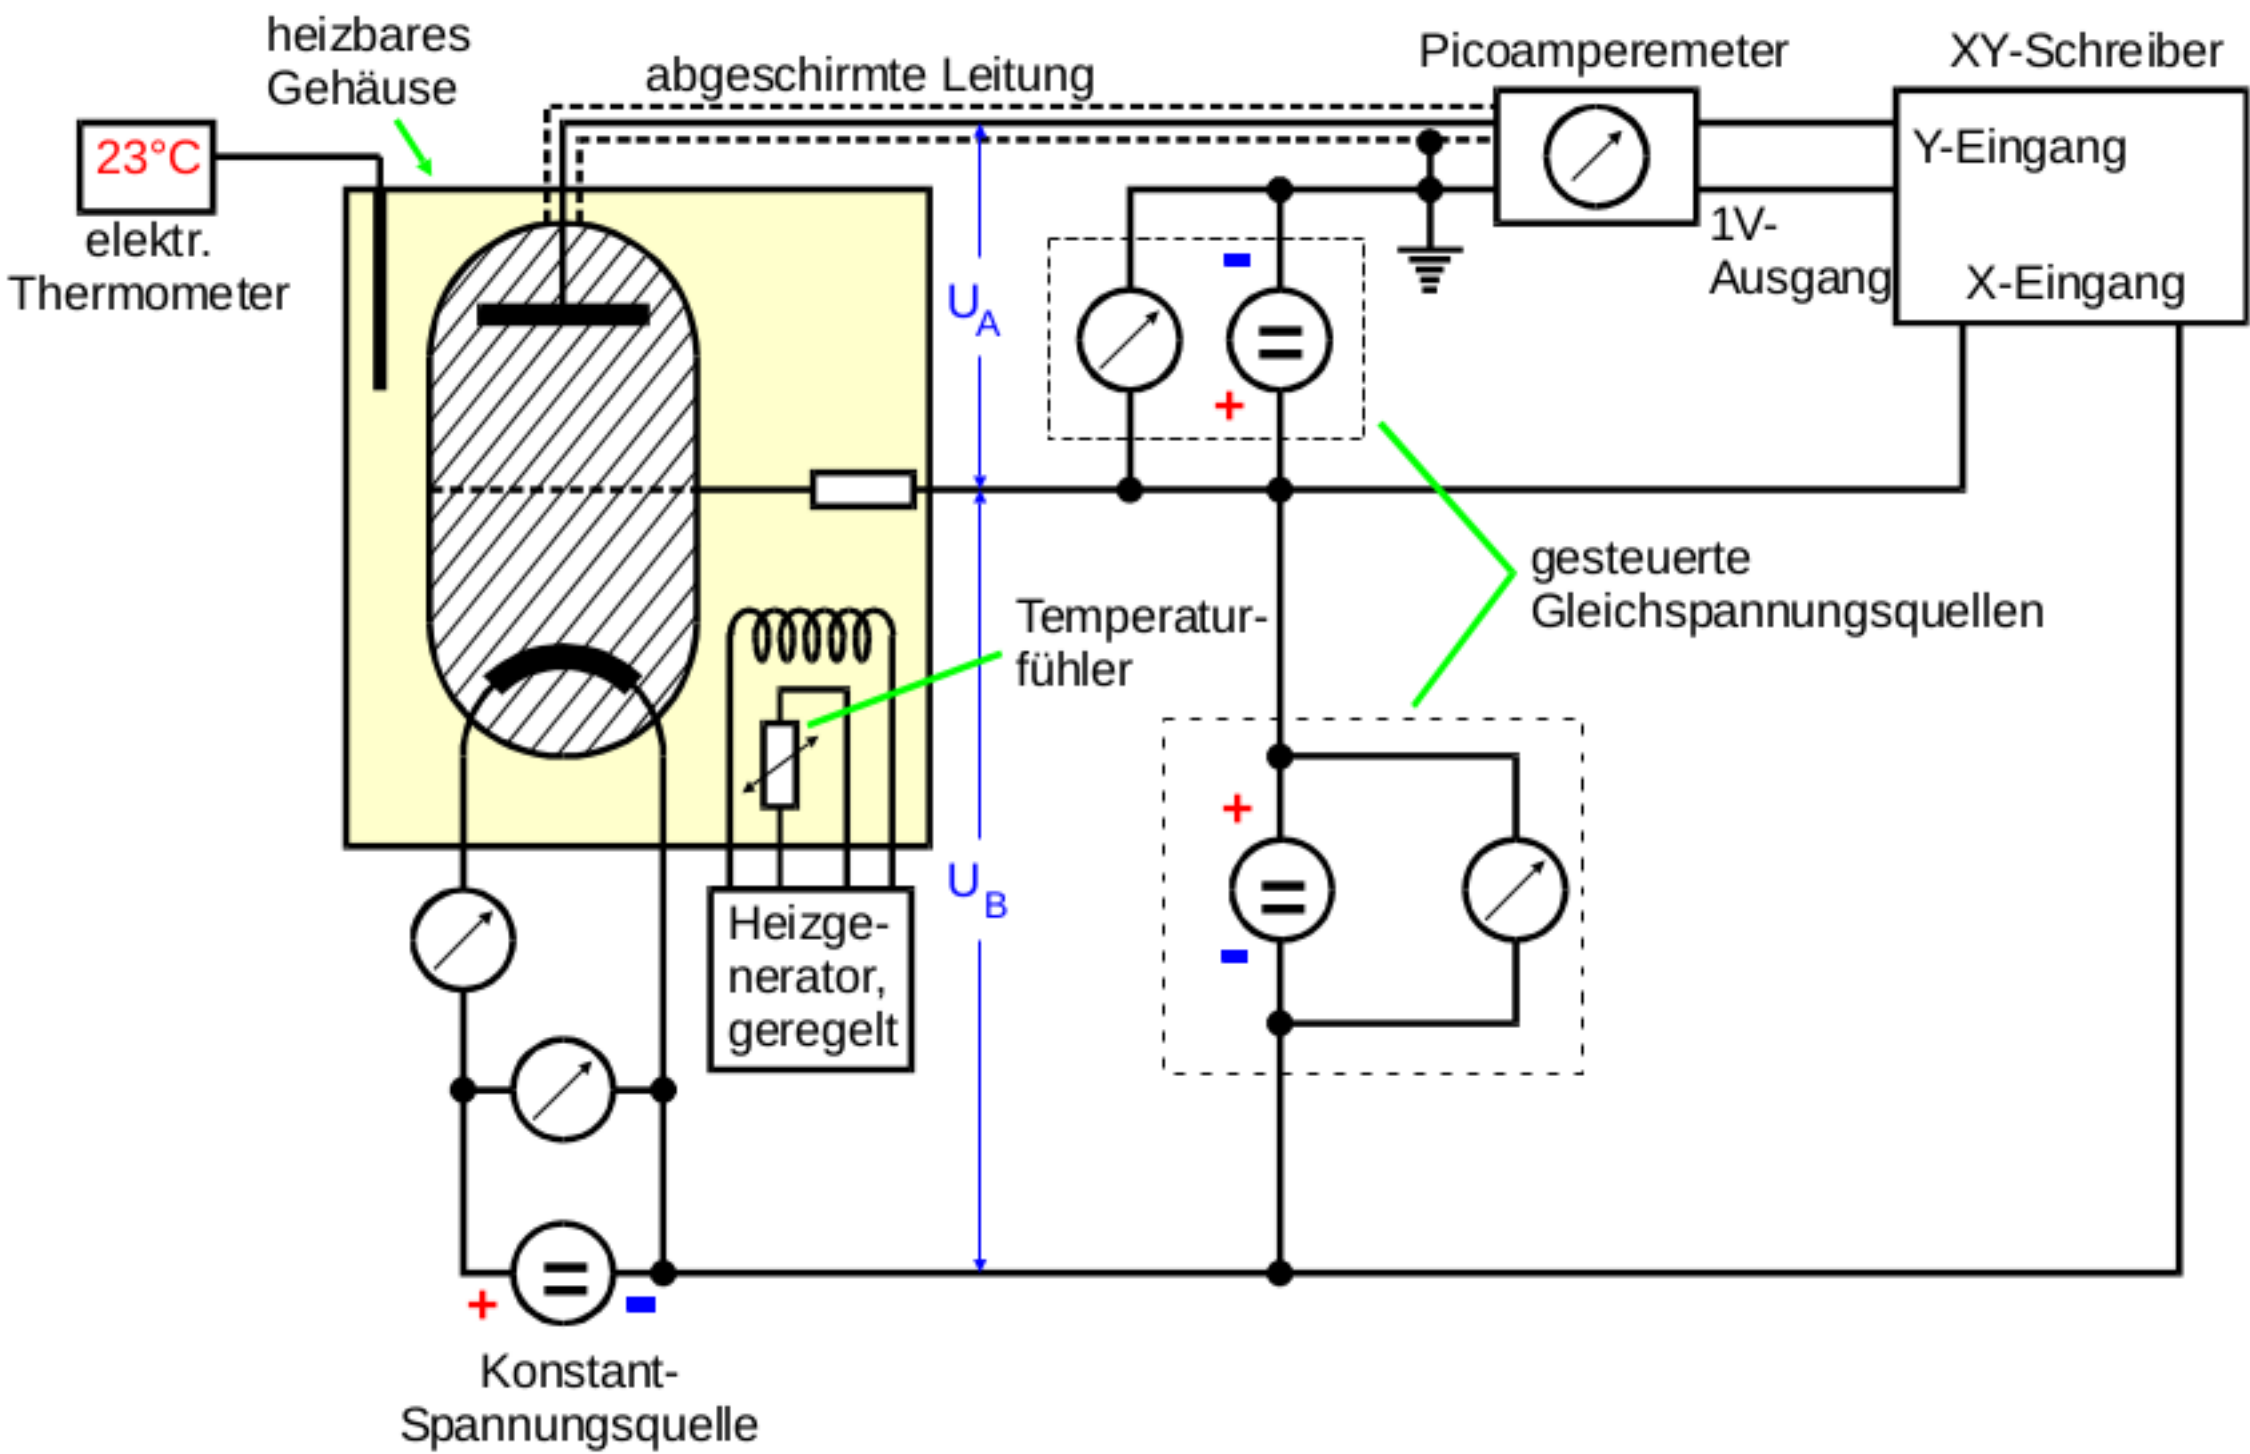 heizbares
Gehäuse
abgeschirmte Leitung
Picoamperemeter
XY-Schreiber
23°C
elektr.
Thermometer
Y-Eingang
1V-
Ausgang
X-Eingang
-
+
U A
gesteuerte
Gleichspannungsquellen
Temperatur-
fühler
+
-
U B
Heizge-
nerator,
geregelt
+ -
Konstant-
Spannungsquelle